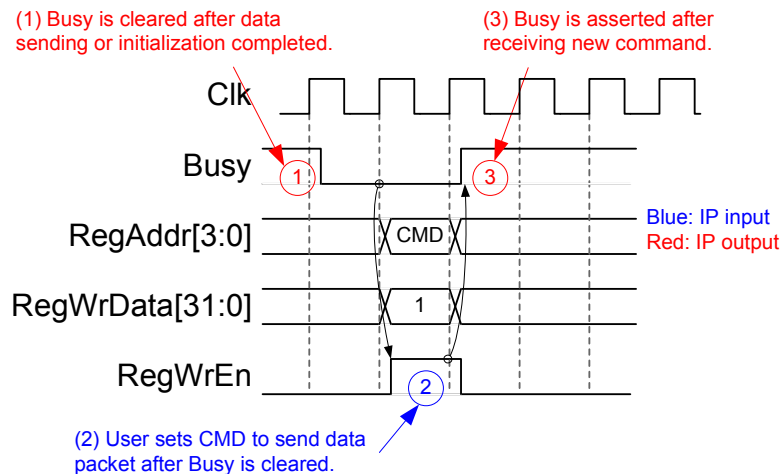 (1) Busy is cleared after data
sending or initialization completed.
(3) Busy is asserted after
receiving new command.
Clk
Busy
1
3
RegAddr[3:0]
CMD
Blue: IP input
Red: IP output
RegWrData[31:0]
1
RegWrEn
2
(2) User sets CMD to send data
packet after Busy is cleared.